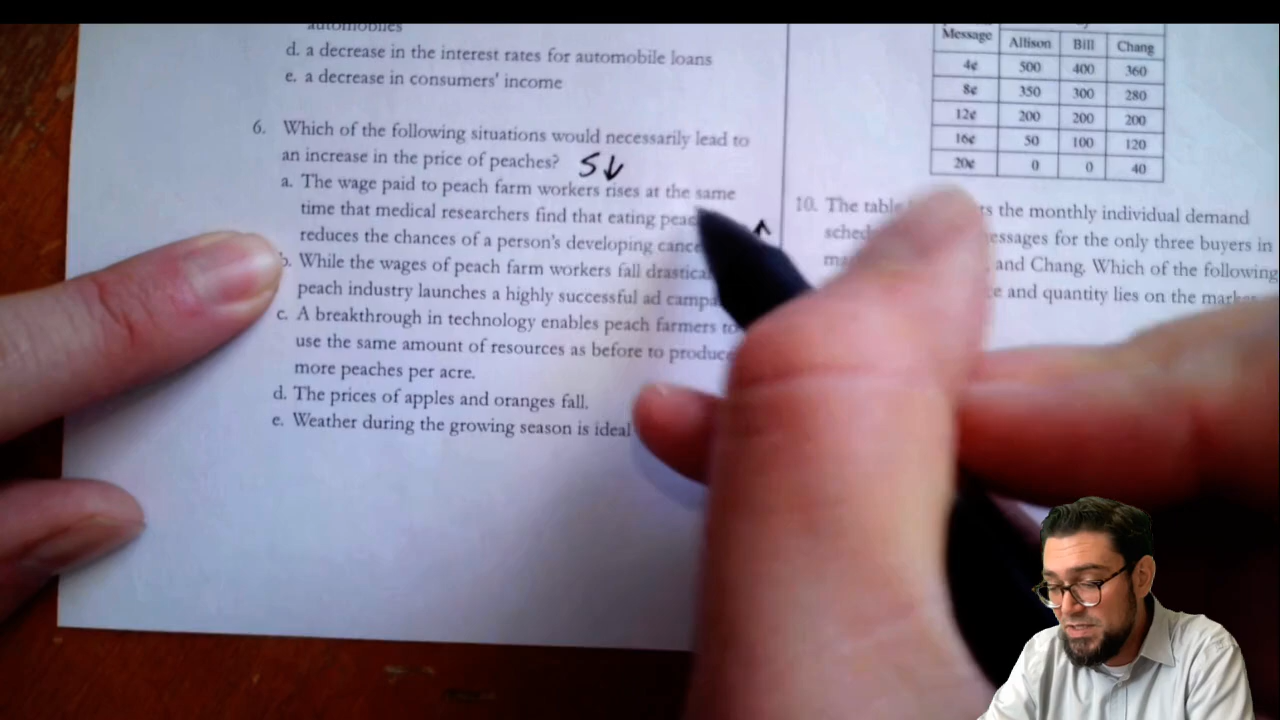 d. a decrease in the interest rates for automobile loans
e. a decrease in consumers' income
6. Which of the following situations would necessarily lead to
an increase in the price of peaches? S↓
a. The wage paid to peach farm workers rises at the same
time that medical researchers find that eating
reduces the chances of a person's developing
b. While the wages of peach farm workers fall
peach industry launches a highly successful ad
c. A breakthrough in technology enables peach farmers to
use the same amount of resources as before to produce
more peaches per acre.
d. The prices of apples and oranges fall.
e. Weather during the growing season is ideal
Message Allison Bill Chang
4¢ 500 400 360
8¢ 350 300 280
12¢ 200 200 200
16¢ 50 100 120
20¢ 0 0 40
10. The the monthly individual demand
for the only three buyers in
and Chang. Which of the following
and quantity lies on the